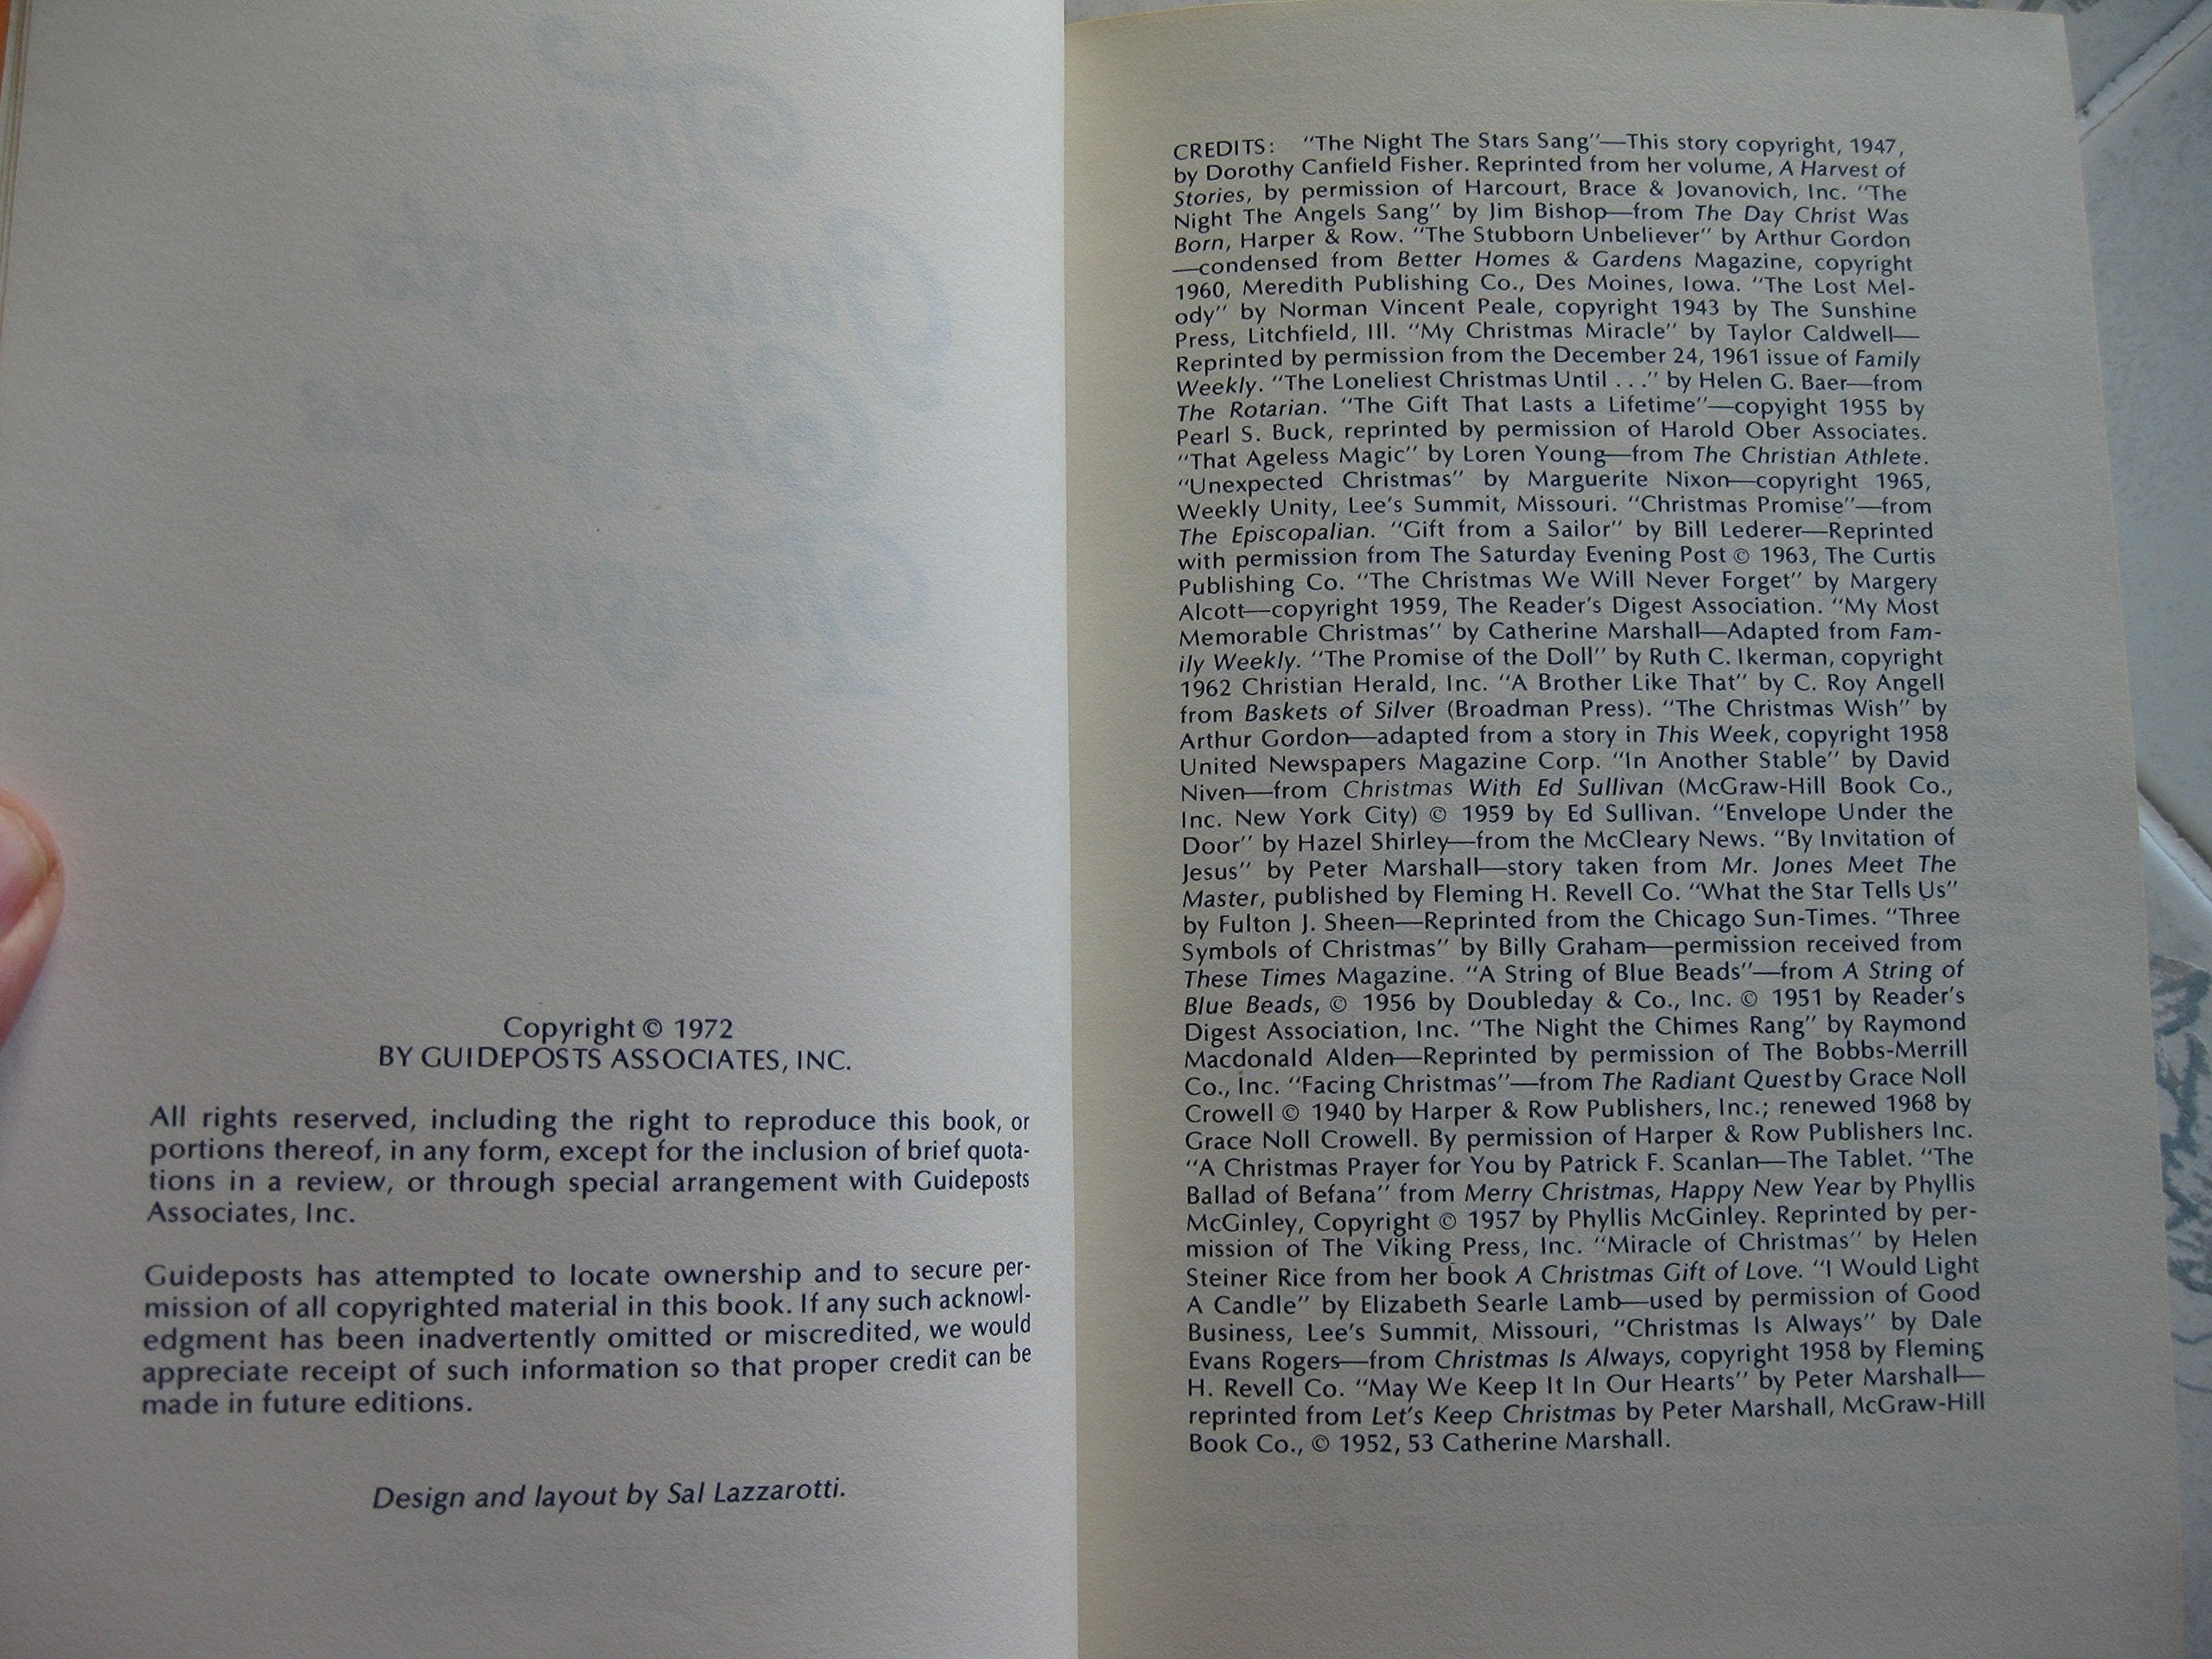 Copyright © 1972
BY GUIDEPOSTS ASSOCIATES, INC.
All rights reserved, including the right to reproduce this book, or
portions thereof, in any form, except for the inclusion of brief quota-
tions in a review, or through special arrangement with Guideposts
Associates, Inc.
Guideposts has attempted to locate ownership and to secure per-
mission of all copyrighted material in this book. If any such acknowl-
edgment has been inadvertently omitted or miscredited, we would
appreciate receipt of such information so that proper credit can be
made in future editions.
Design and layout by Sal Lazzarotti.
CREDITS: "The Night The Stars Sang"—This story copyright, 1947,
by Dorothy Canfield Fisher. Reprinted from her volume, A Harvest of
Stories, by permission of Harcourt, Brace & Jovanovich, Inc. "The
Night The Angels Sang" by Jim Bishop—from The Day Christ Was
Born, Harper & Row. "The Stubborn Unbeliever" by Arthur Gordon
—condensed from Better Homes & Gardens Magazine, copyright
1960, Meredith Publishing Co., Des Moines, Iowa. "The Lost Mel-
ody" by Norman Vincent Peale, copyright 1943 by The Sunshine
Press, Litchfield, Ill. "My Christmas Miracle" by Taylor Caldwell—
Reprinted by permission from the December 24, 1961 issue of Family
Weekly. "The Loneliest Christmas Until . . ." by Helen G. Baer—from
The Rotarian. "The Gift That Lasts a Lifetime"—copyight 1955 by
Pearl S. Buck, reprinted by permission of Harold Ober Associates.
"That Ageless Magic" by Loren Young—from The Christian Athlete.
"Unexpected Christmas" by Marguerite Nixon—copyright 1965,
Weekly Unity, Lee's Summit, Missouri. "Christmas Promise"—from
The Episcopalian. "Gift from a Sailor" by Bill Lederer—Reprinted
with permission from The Saturday Evening Post © 1963, The Curtis
Publishing Co. "The Christmas We Will Never Forget" by Margery
Alcott—copyright 1959, The Reader's Digest Association. "My Most
Memorable Christmas" by Catherine Marshall—Adapted from Fam-
ily Weekly. "The Promise of the Doll" by Ruth C. Ikerman, copyright
1962 Christian Herald, Inc. "A Brother Like That" by C. Roy Angell
from Baskets of Silver (Broadman Press). "The Christmas Wish" by
Arthur Gordon—adapted from a story in This Week, copyright 1958
United Newspapers Magazine Corp. "In Another Stable" by David
Niven—from Christmas With Ed Sullivan (McGraw-Hill Book Co.,
Inc. New York City) © 1959 by Ed Sullivan. "Envelope Under the
Door" by Hazel Shirley—from the McCleary News. "By Invitation of
Jesus" by Peter Marshall—story taken from Mr. Jones Meet The
Master, published by Fleming H. Revell Co. "What the Star Tells Us"
by Fulton J. Sheen—Reprinted from the Chicago Sun-Times. "Three
Symbols of Christmas" by Billy Graham—permission received from
These Times Magazine. "A String of Blue Beads"—from A String of
Blue Beads, © 1956 by Doubleday & Co., Inc. © 1951 by Reader's
Digest Association, Inc. "The Night the Chimes Rang" by Raymond
Macdonald Alden—Reprinted by permission of The Bobbs-Merrill
Co., Inc. "Facing Christmas"—from The Radiant Quest by Grace Noll
Crowell © 1940 by Harper & Row Publishers, Inc.; renewed 1968 by
Grace Noll Crowell. By permission of Harper & Row Publishers Inc.
"A Christmas Prayer for You by Patrick F. Scanlan—The Tablet. "The
Ballad of Befana" from Merry Christmas, Happy New Year by Phyllis
McGinley, Copyright © 1957 by Phyllis McGinley. Reprinted by per-
mission of The Viking Press, Inc. "Miracle of Christmas" by Helen
Steiner Rice from her book A Christmas Gift of Love. "I Would Light
A Candle" by Elizabeth Searle Lamb—used by permission of Good
Business, Lee's Summit, Missouri, "Christmas Is Always" by Dale
Evans Rogers—from Christmas Is Always, copyright 1958 by Fleming
H. Revell Co. "May We Keep It In Our Hearts" by Peter Marshall—
reprinted from Let's Keep Christmas by Peter Marshall, McGraw-Hill
Book Co., © 1952, 53 Catherine Marshall.